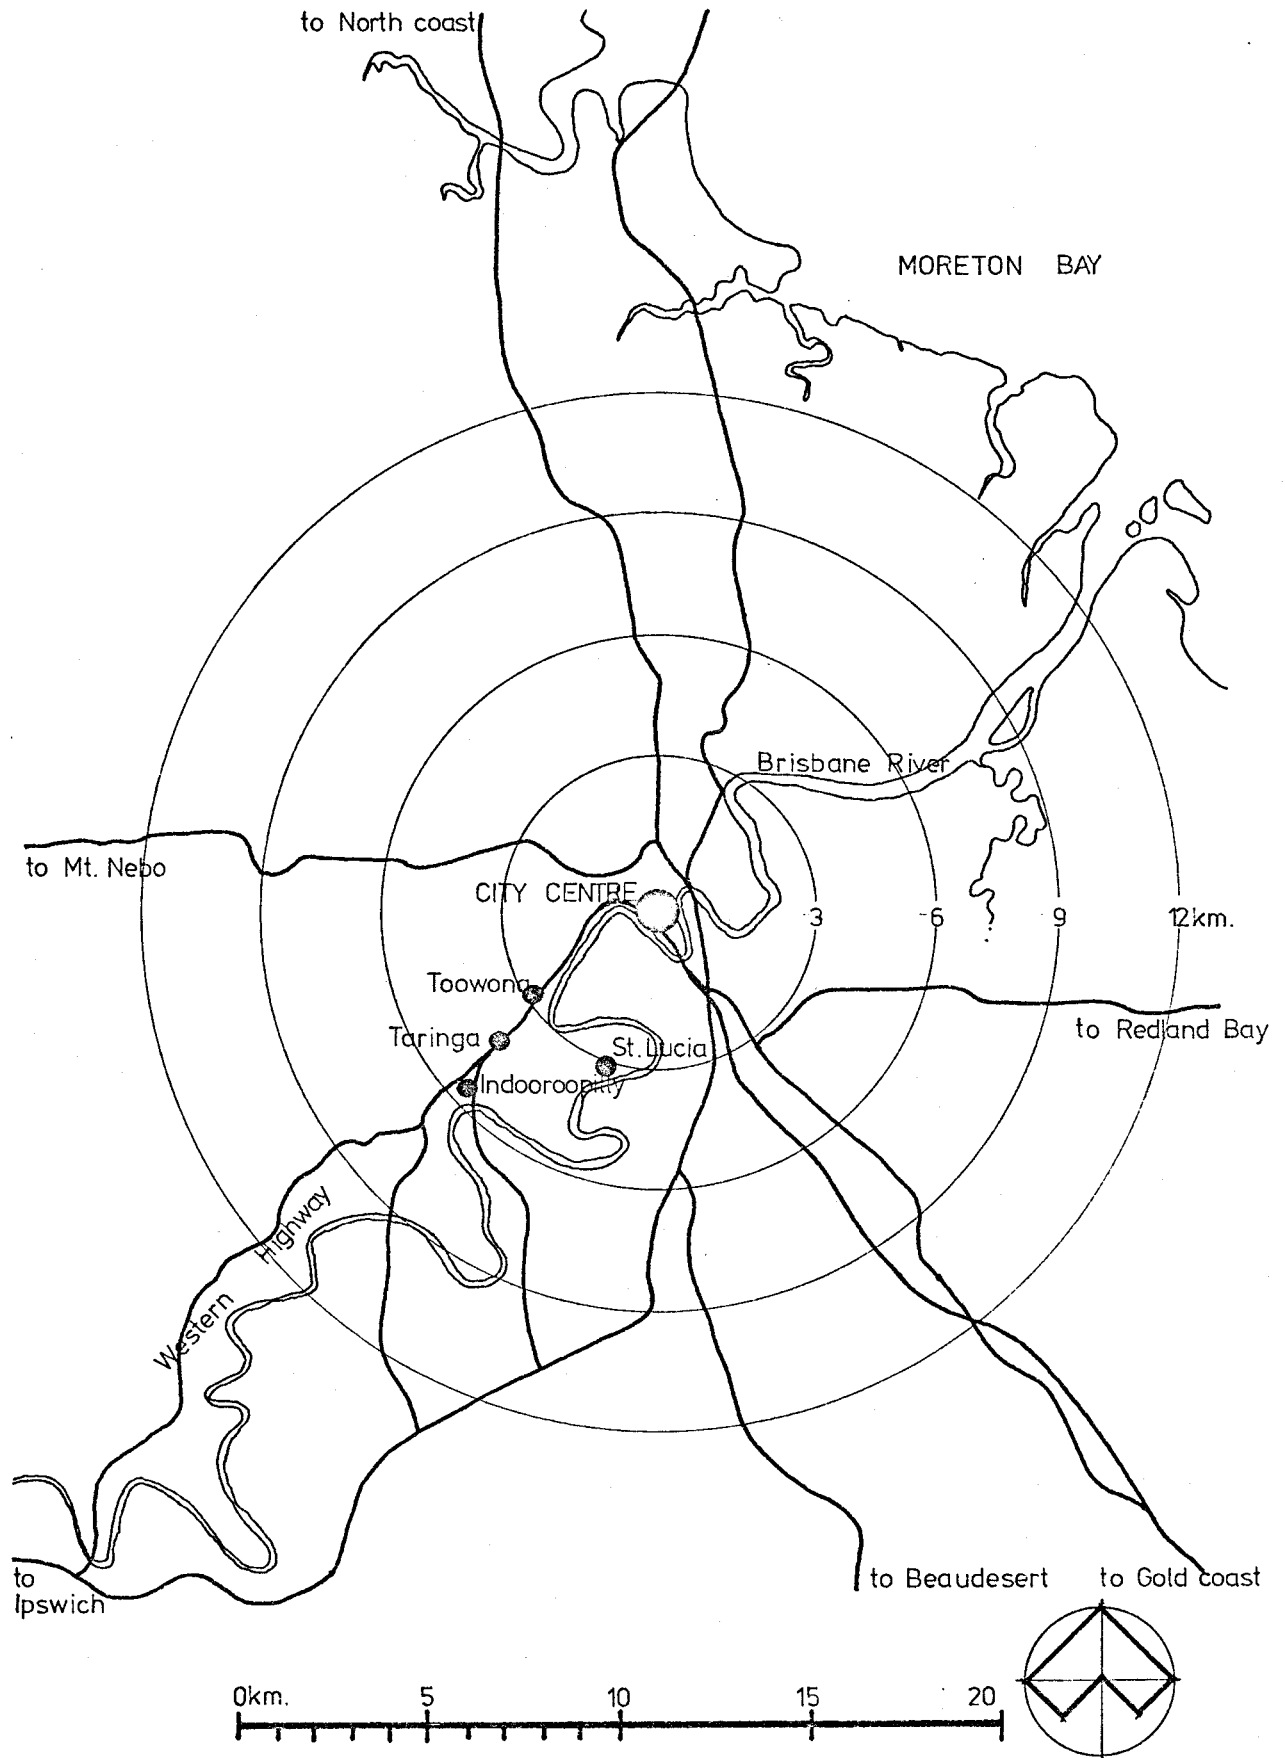 to North coast
MORETON BAY
Brisbane River
to Mt. Nebo
CITY CENTRE
3
6
9
12km.
Toowong
to Redland Bay
Taringa
St. Lucia
Indooroopilly
Western Highway
to
Ipswich
to Beaudesert
to Gold coast
0km.
5
10
15
20